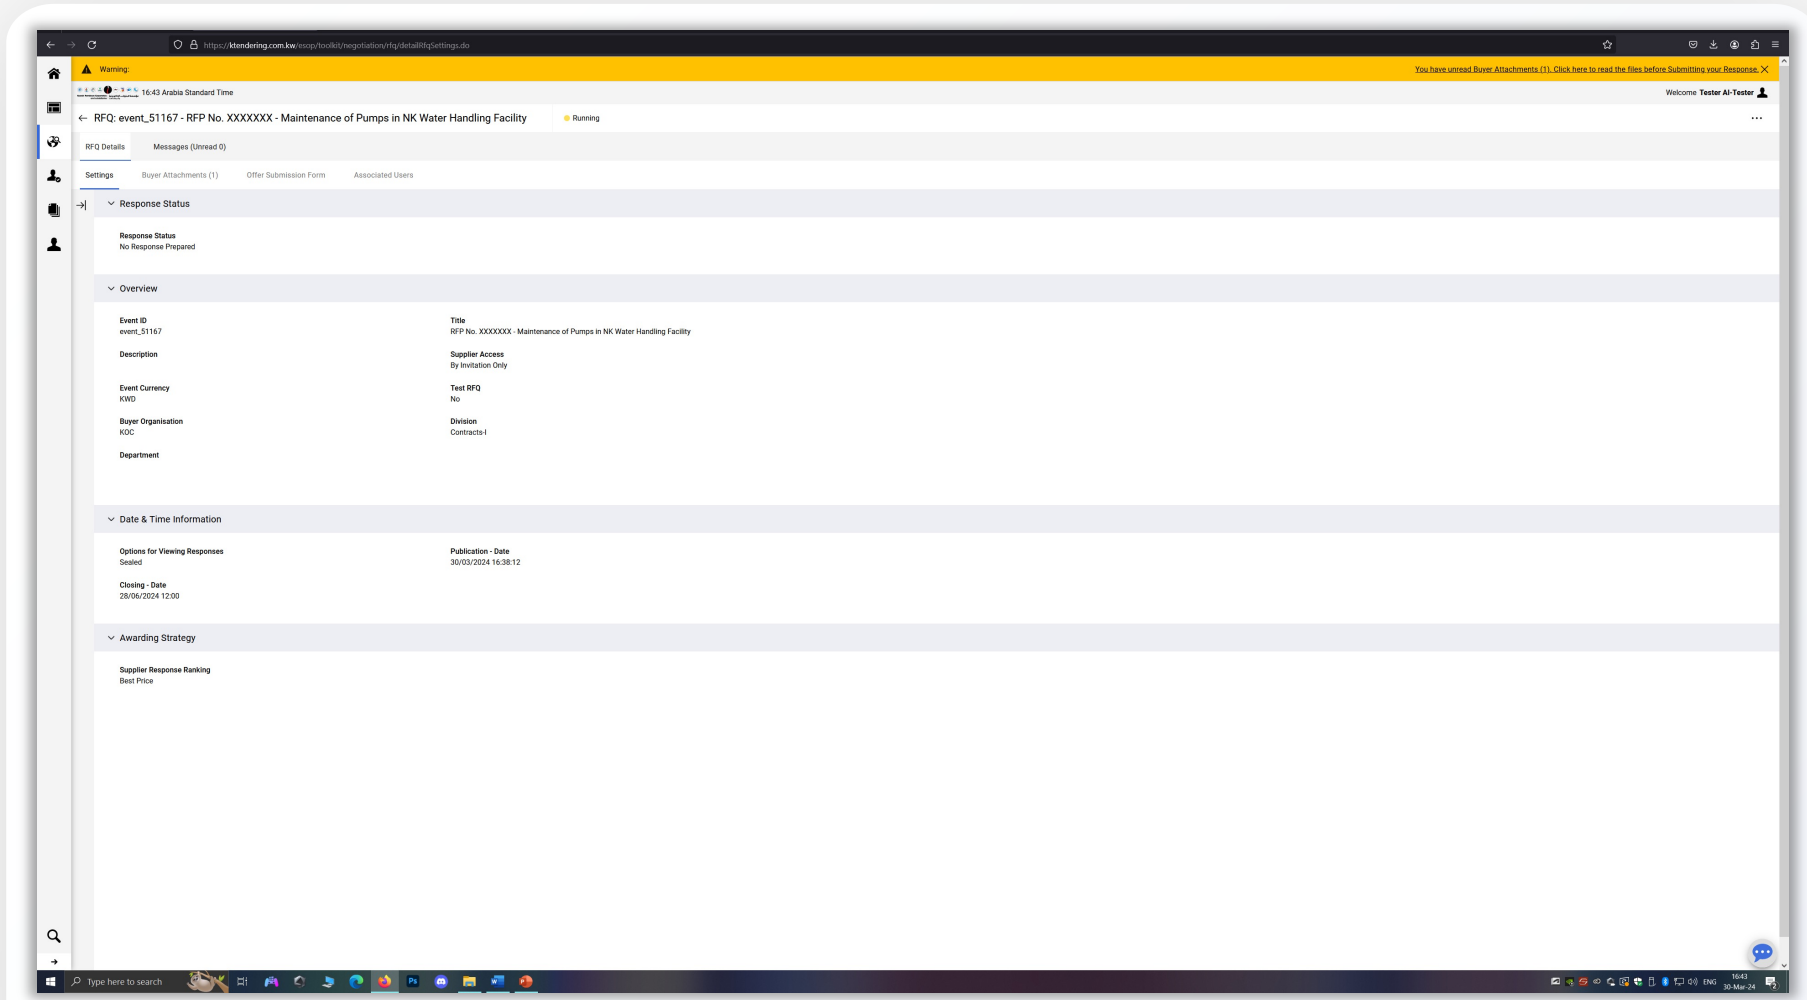 https://ktendering.com.kw/esop/toolkit/negotiation/rfq/detailRfqSettings.do
Warning:
You have unread Buyer Attachments (1). Click here to read the files before Submitting your Response.
16:43 Arabia Standard Time
Welcome Tester Al-Tester
RFQ: event_51167 - RFP No. XXXXXXX - Maintenance of Pumps in NK Water Handling Facility
Running
RFQ Details
Messages (Unread 0)
Settings
Buyer Attachments (1)
Offer Submission Form
Associated Users
Response Status
Response Status
No Response Prepared
Overview
Event ID
event_51167
Title
RFP No. XXXXXXX - Maintenance of Pumps in NK Water Handling Facility
Description
Supplier Access
By Invitation Only
Event Currency
KWD
Test RFQ
No
Buyer Organisation
KOC
Division
Contracts-I
Department
Date & Time Information
Options for Viewing Responses
Sealed
Publication - Date
30/03/2024 16:38:12
Closing - Date
28/06/2024 12:00
Awarding Strategy
Supplier Response Ranking
Best Price
Type here to search
Ps
ENG
16:43
30-Mar-24